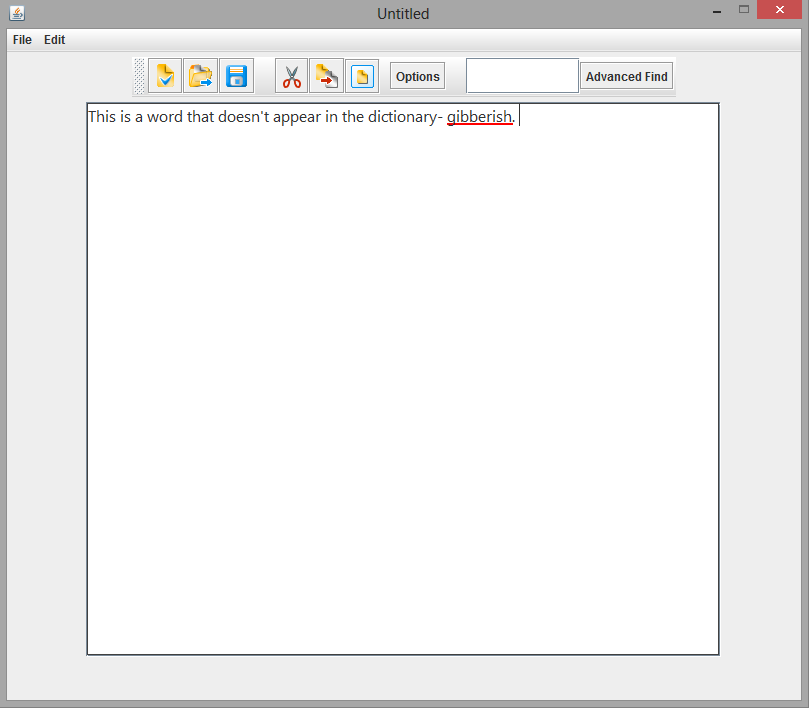 Untitled
File Edit
Options Advanced Find
This is a word that doesn't appear in the dictionary- gibberish.